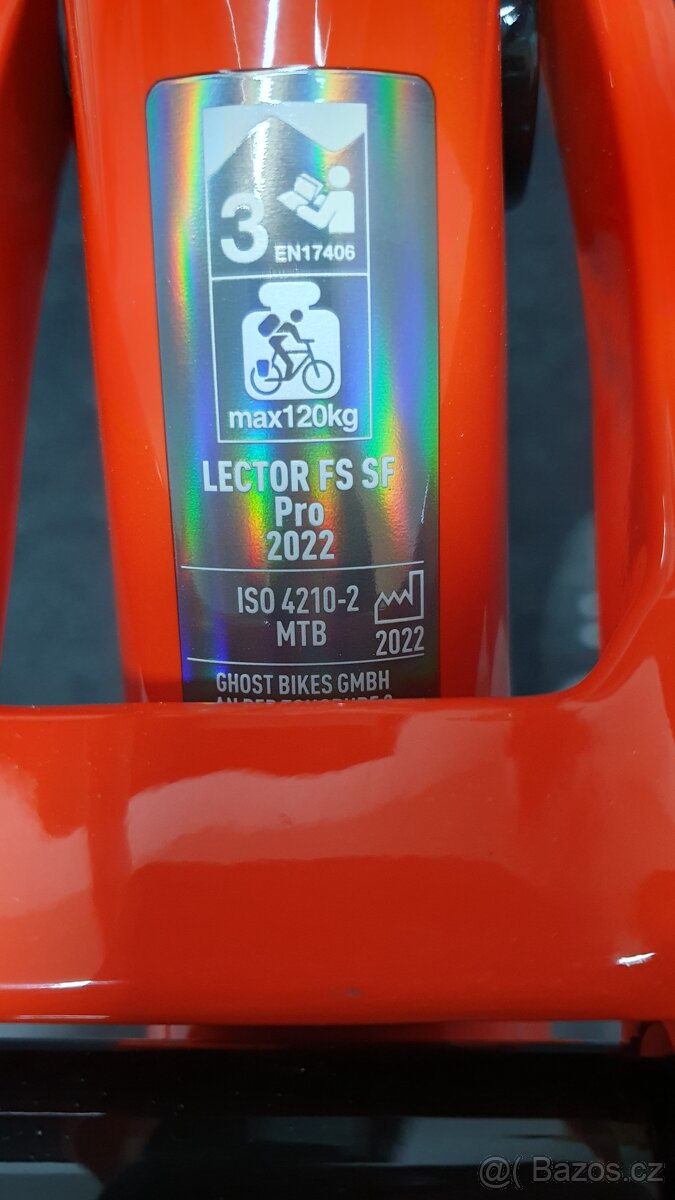 3
EN17406
max120kg
LECTOR FS SF
Pro
2022
ISO 4210-2
MTB
2022
GHOST BIKES GMBH
@( Bazos.cz